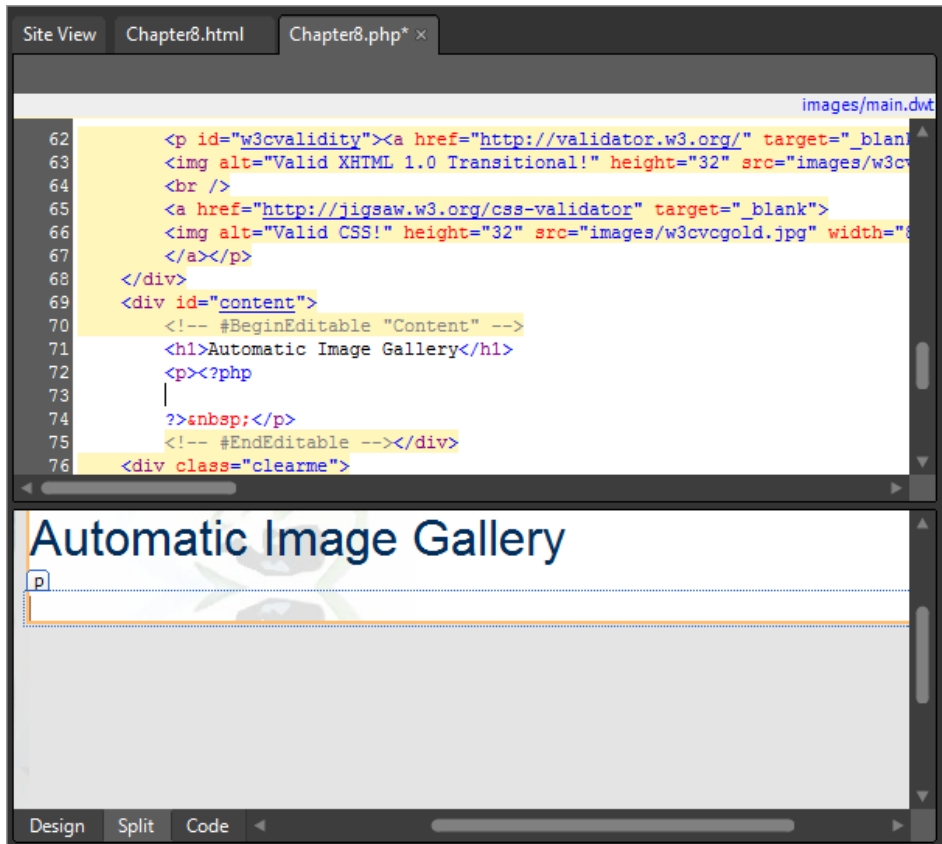 Site View Chapter8.html Chapter8.php* ×
images/main.dwt
62 <p id="w3cvalidity"><a href="http://validator.w3.org/" target="_blank
63 <img alt="Valid XHTML 1.0 Transitional!" height="32" src="images/w3cv
64 <br />
65 <a href="http://jigsaw.w3.org/css-validator" target="_blank">
66 <img alt="Valid CSS!" height="32" src="images/w3cvcgold.jpg" width="8
67 </a></p>
68 </div>
69 <div id="content">
70 <!-- #BeginEditable "Content" -->
71 <h1>Automatic Image Gallery</h1>
72 <p><?php
73
74 ?>&nbsp;</p>
75 <!-- #EndEditable --></div>
76 <div class="clearme">
Automatic Image Gallery
p
Design Split Code